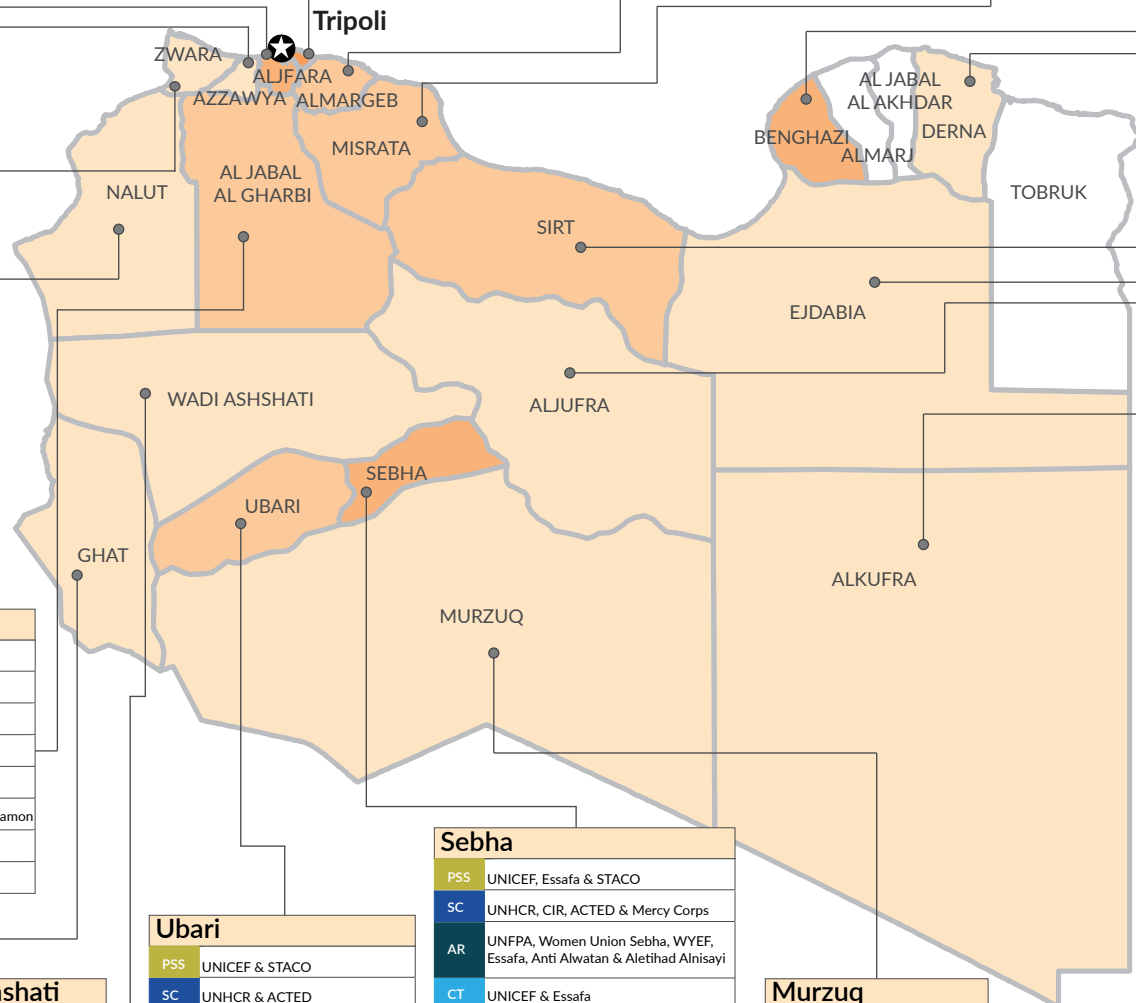 Tripoli
ZWARA
ALJFARA
AZZAWYA
ALMARGEB
AL JABAL
AL AKHDAR
BENGHAZI
DERNA
ALMARJ
MISRATA
AL JABAL
AL GHARBI
NALUT
TOBRUK
SIRT
EJDABIA
WADI ASHSHATI
ALJUFRA
SEBHA
UBARI
GHAT
ALKUFRA
MURZUQ
amon
Sebha
PSS UNICEF, Essafa & STACO
SC UNHCR, CIR, ACTED & Mercy Corps
AR UNFPA, Women Union Sebha, WYEF,
Essafa, Anti Alwatan & Aletihad Alnisayi
CT UNICEF & Essafa
Ubari
PSS UNICEF & STACO
SC UNHCR & ACTED
shati
Murzuq